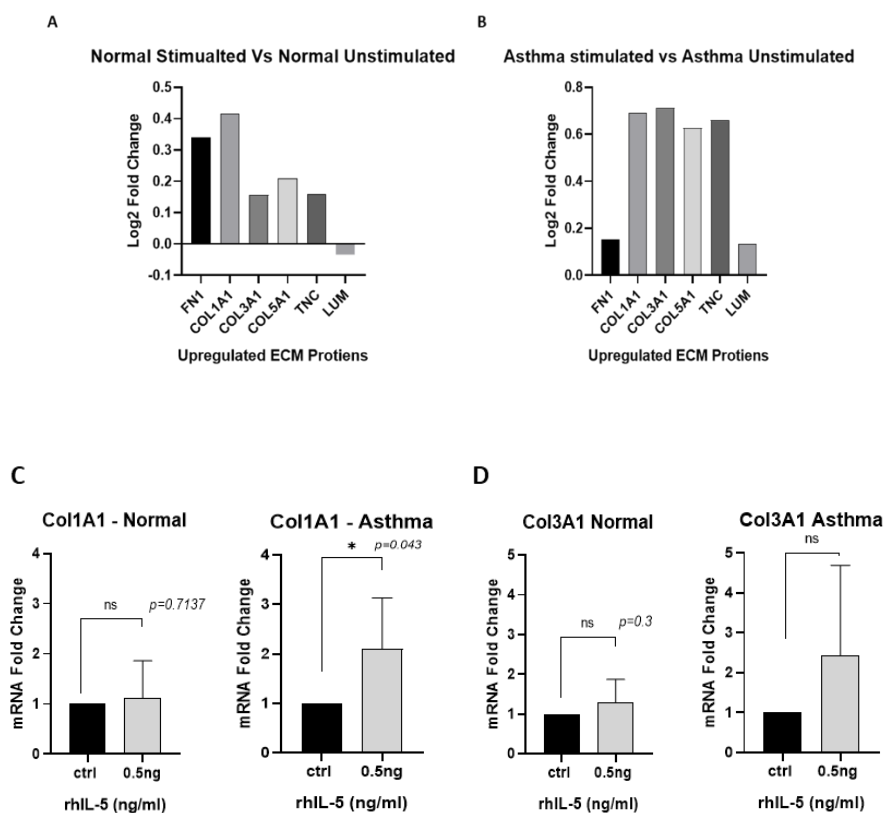 A
Normal Stimualted Vs Normal Unstimulated
Log2 Fold Change
0.5
0.4
0.3
0.2
0.1
0.0
-0.1
FN1
COL1A1
COL3A1
COL5A1
TNC
LUM
Upregulated ECM Protiens
B
Asthma stimulated vs Asthma Unstimulated
Log2 Fold Change
0.8
0.6
0.4
0.2
0.0
FN1
COL1A1
COL3A1
COL5A1
TNC
LUM
Upregulated ECM Protiens
C
Col1A1 - Normal
mRNA Fold Change
4
3
2
1
0
ns
p=0.7137
ctrl
0.5ng
rhIL-5 (ng/ml)
Col1A1 - Asthma
mRNA Fold Change
4
3
2
1
0
*
p=0.043
ctrl
0.5ng
rhIL-5 (ng/ml)
D
Col3A1 Normal
mRNA Fold Change
5
4
3
2
1
0
ns
p=0.3
ctrl
0.5ng
rhIL-5 (ng/ml)
Col3A1 Asthma
mRNA Fold Change
5
4
3
2
1
0
ns
ctrl
0.5ng
rhIL-5 (ng/ml)